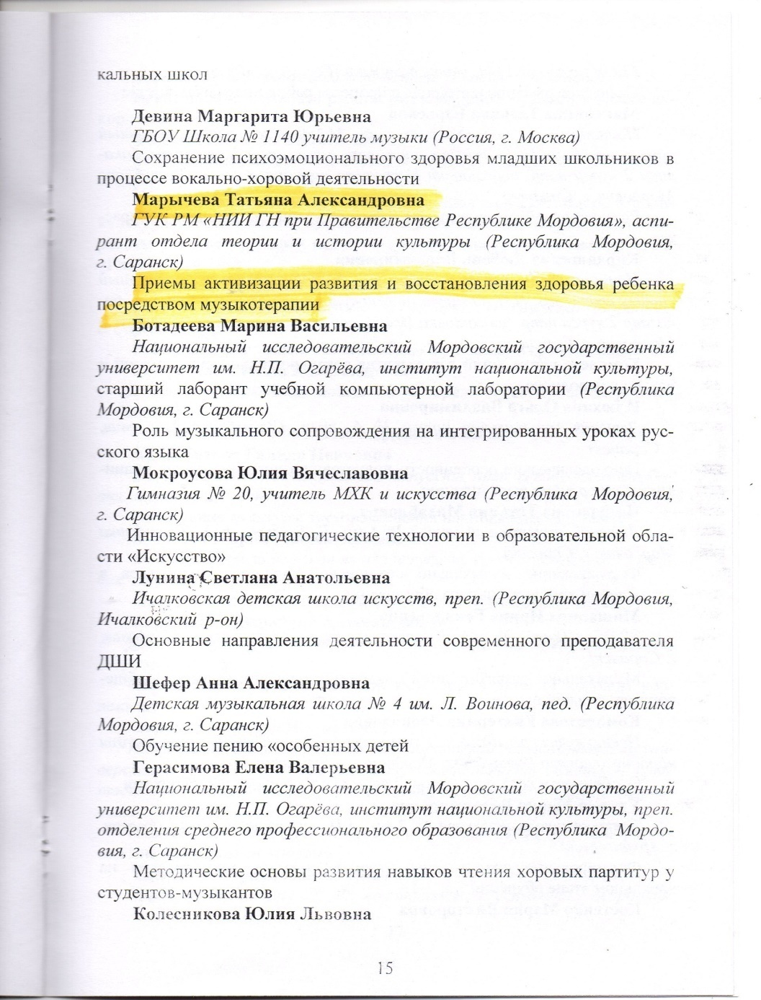 кальных школ
Девина Маргарита Юрьевна
ГБОУ Школа № 1140 учитель музыки (Россия, г. Москва)
Сохранение психоэмоционального здоровья младших школьников в
процессе вокально-хоровой деятельности
Марычева Татьяна Александровна
ГУК РМ «НИИ ГН при Правительстве Республике Мордовия», аспи-
рант отдела теории и истории культуры (Республика Мордовия,
г. Саранск)
Приемы активизации развития и восстановления здоровья ребенка
посредством музыкотерапии
Ботадеева Марина Васильевна
Национальный исследовательский Мордовский государственный
университет им. Н.П. Огарёва, институт национальной культуры,
старший лаборант учебной компьютерной лаборатории (Республика
Мордовия, г. Саранск)
Роль музыкального сопровождения на интегрированных уроках рус-
ского языка
Мокроусова Юлия Вячеславовна
Гимназия № 20, учитель МХК и искусства (Республика Мордовия,
г. Саранск)
Инновационные педагогические технологии в образовательной обла-
сти «Искусство»
Лунина Светлана Анатольевна
Ичалковская детская школа искусств, преп. (Республика Мордовия,
Ичалковский р-он)
Основные направления деятельности современного преподавателя
ДШИ
Шефер Анна Александровна
Детская музыкальная школа № 4 им. Л. Воинова, пед. (Республика
Мордовия, г. Саранск)
Обучение пению «особенных детей
Герасимова Елена Валерьевна
Национальный исследовательский Мордовский государственный
университет им. Н.П. Огарёва, институт национальной культуры, преп.
отделения среднего профессионального образования (Республика Мордо-
вия, г. Саранск)
Методические основы развития навыков чтения хоровых партитур у
студентов-музыкантов
Колесникова Юлия Львовна
15